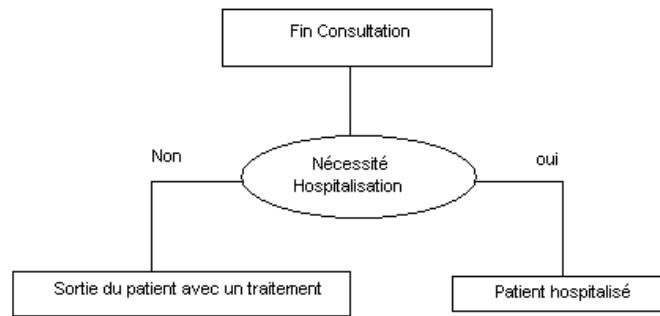 Fin Consultation
Non
Nécessité
Hospitalisation
oui
Sortie du patient avec un traitement
Patient hospitalisé